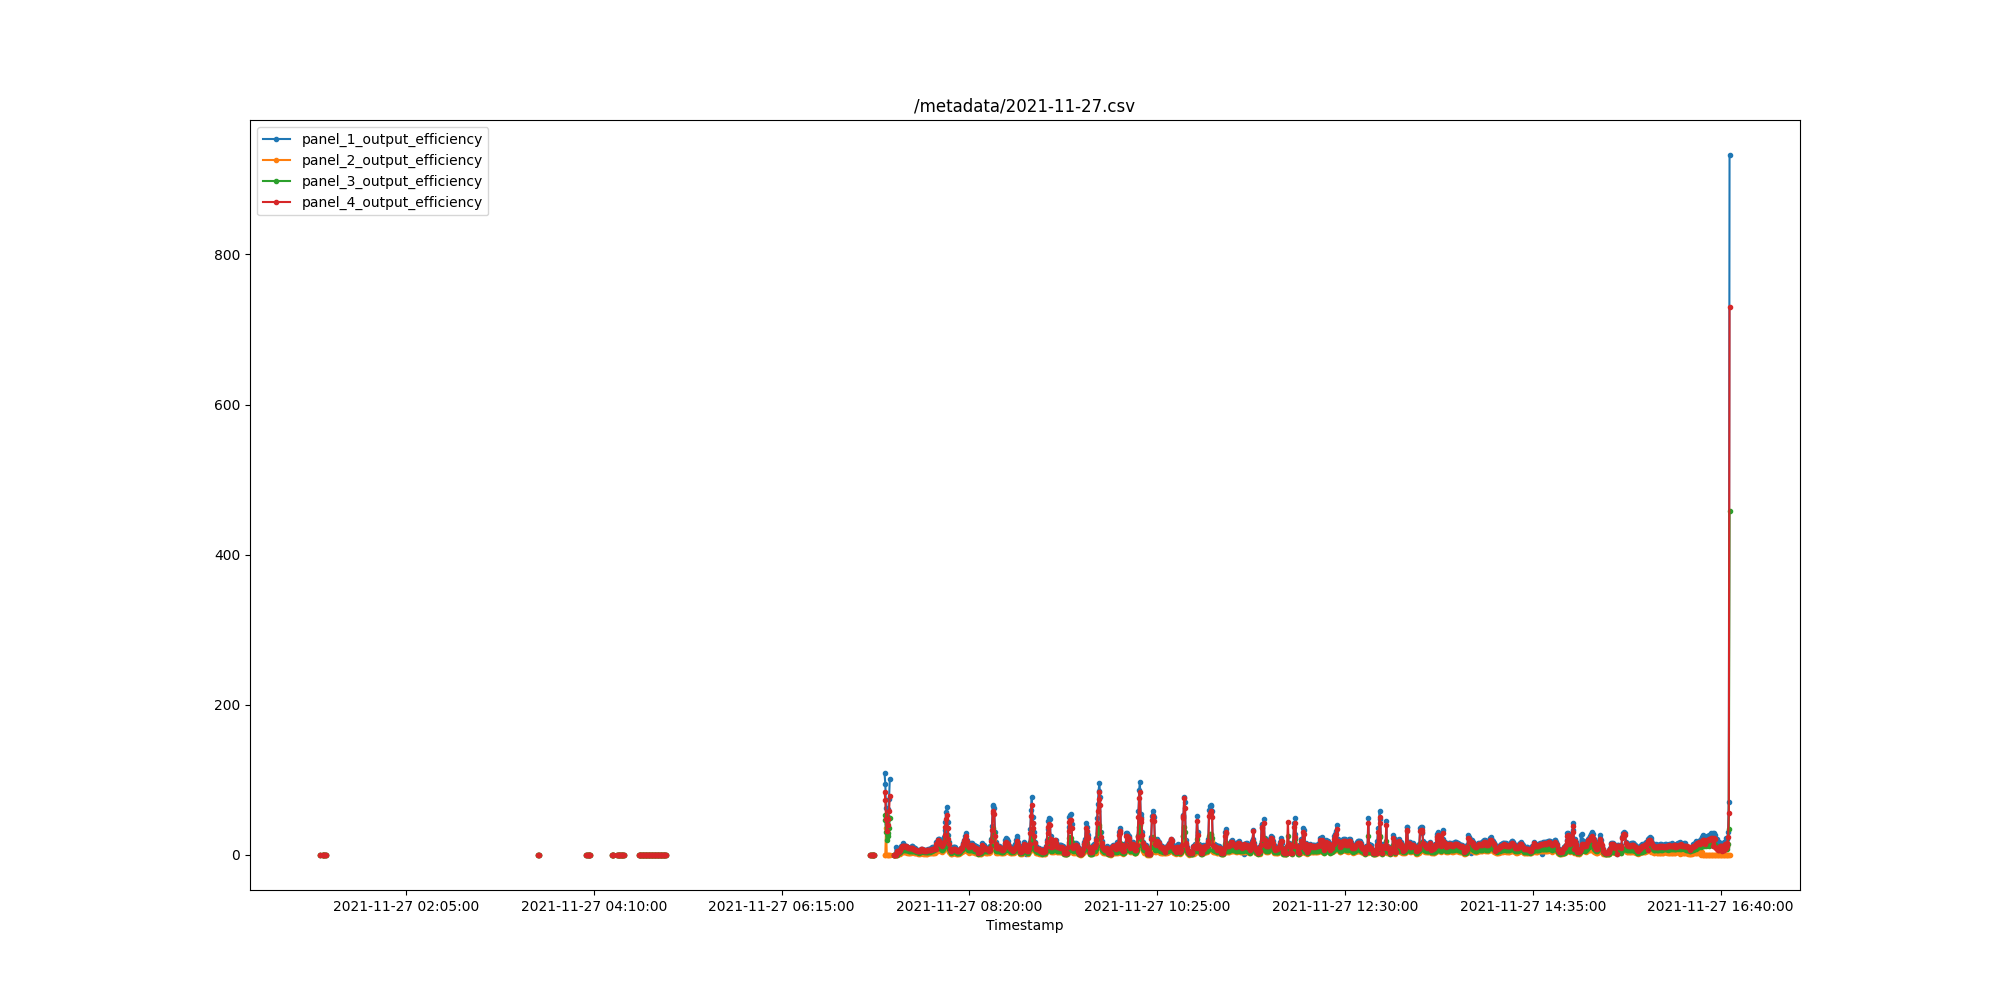 /metadata/2021-11-27.csv
panel_1_output_efficiency
panel_2_output_efficiency
panel_3_output_efficiency
panel_4_output_efficiency
800
600
400
200
0
2021-11-27 02:05:00 2021-11-27 04:10:00 2021-11-27 06:15:00 2021-11-27 08:20:00 2021-11-27 10:25:00 2021-11-27 12:30:00 2021-11-27 14:35:00 2021-11-27 16:40:00
Timestamp